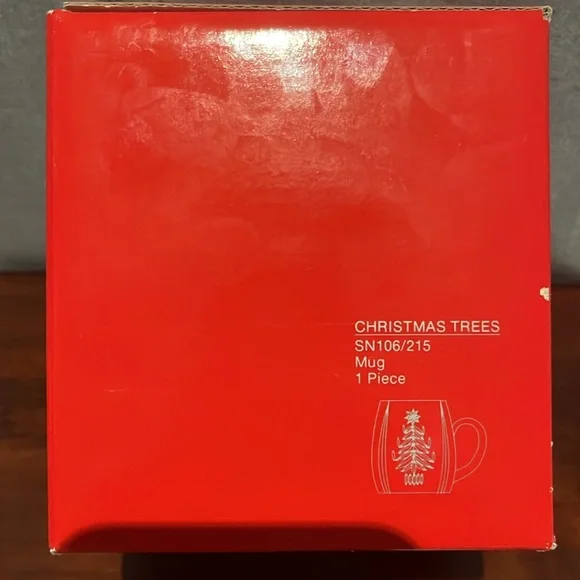 CHRISTMAS TREES
SN106/215
Mug
1 Piece